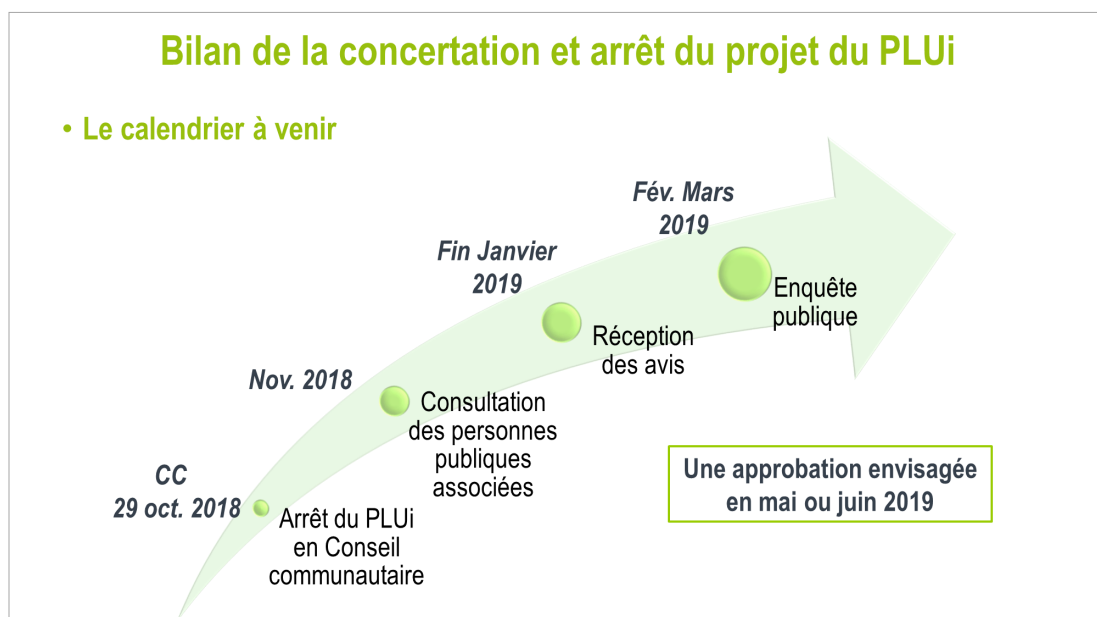 Bilan de la concertation et arrêt du projet du PLUi
• Le calendrier à venir
CC
29 oct. 2018
Arrêt du PLUi
en Conseil
communautaire
Nov. 2018
Consultation
des personnes
publiques
associées
Fin Janvier
2019
Réception
des avis
Fév. Mars
2019
Enquête
publique
Une approbation envisagée
en mai ou juin 2019